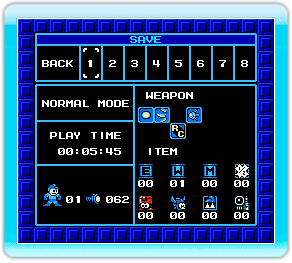 SAVE
BACK 1 2 3 4 5 6 7 8
NORMAL MODE
PLAY TIME
00:05:45
01 062
WEAPON
RC
ITEM
E W M
00 01 00 00
00 00 00 00